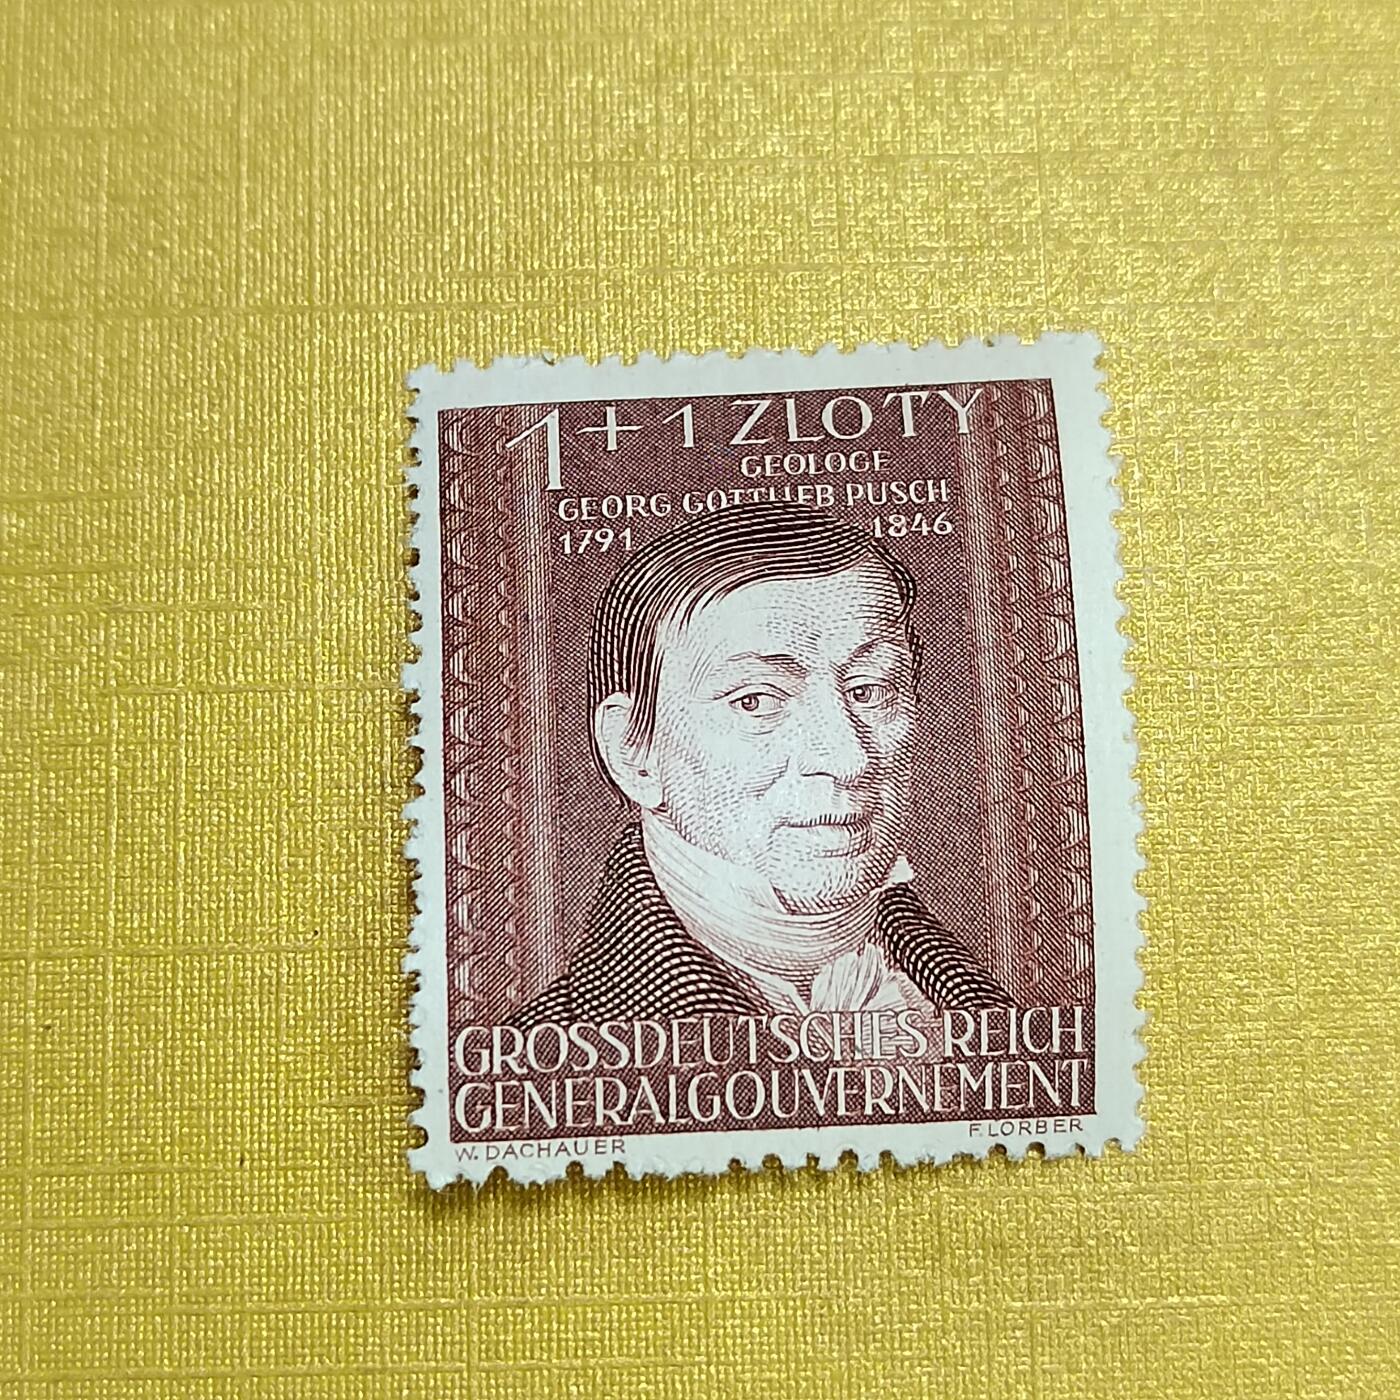 1+1 ZLOTY
GEOLOGE
GEORG GOTTLIEB PUSCH
1791 1846
GROSSDEUTSCHES REICH
GENERALGOUVERNEMENT
W. DACHAUER F. LORBER